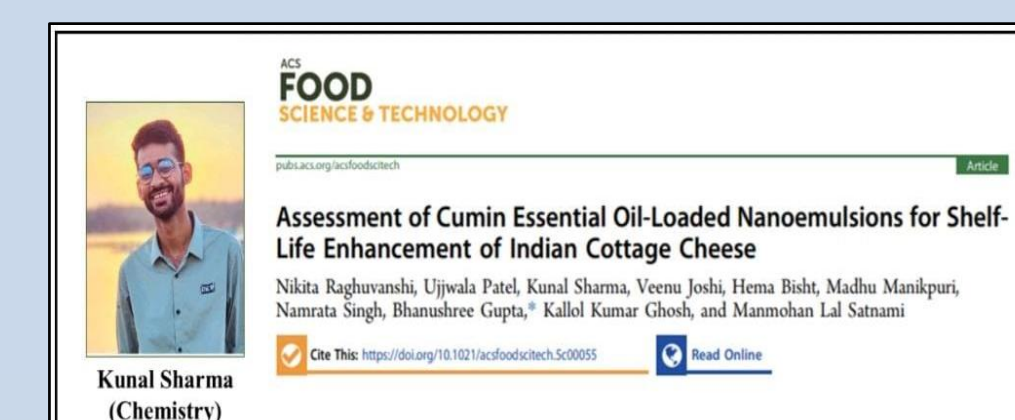 ACS
FOOD
SCIENCE & TECHNOLOGY
pubs.acs.org/acsfoodscitech
Article
Assessment of Cumin Essential Oil-Loaded Nanoemulsions for Shelf-
Life Enhancement of Indian Cottage Cheese
Nikita Raghuvanshi, Ujjwala Patel, Kunal Sharma, Veenu Joshi, Hema Bisht, Madhu Manikpuri,
Namrata Singh, Bhanushree Gupta,* Kallol Kumar Ghosh, and Manmohan Lal Satnami
Cite This: https://doi.org/10.1021/acsfoodscitech.5c00055
Read Online
Kunal Sharma
(Chemistry)